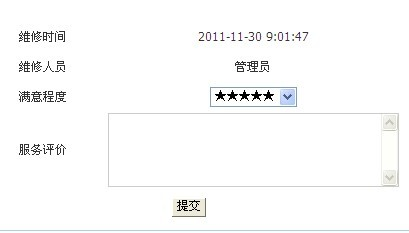 维修时间 2011-11-30 9:01:47
维修人员 管理员
满意程度 ★★★★★
服务评价
提交